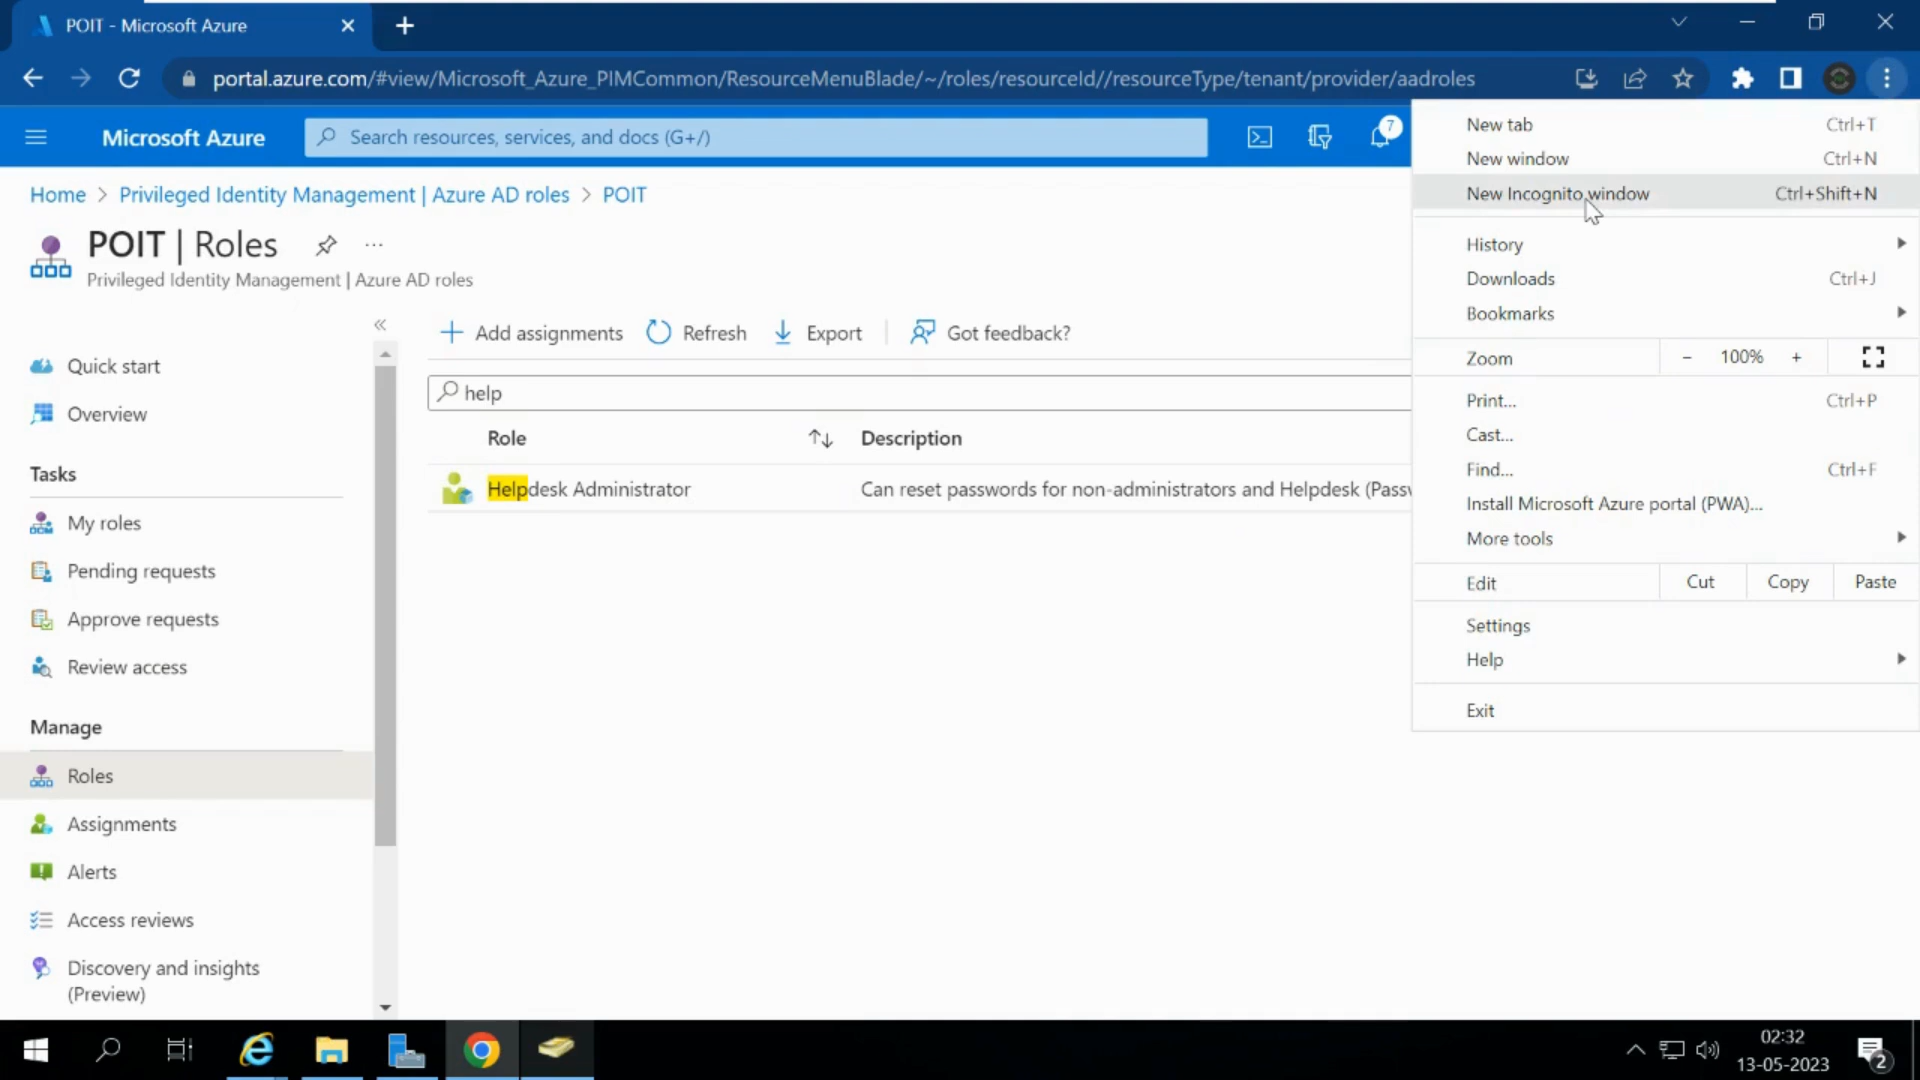 POIT - Microsoft Azure
portal.azure.com/#view/Microsoft_Azure_PIMCommon/ResourceMenuBlade/~/roles/resourceId//resourceType/tenant/provider/aadroles
Microsoft Azure
Search resources, services, and docs (G+/)
7
Home > Privileged Identity Management | Azure AD roles > POIT
POIT | Roles
Privileged Identity Management | Azure AD roles
Quick start
Overview
Tasks
My roles
Pending requests
Approve requests
Review access
Manage
Roles
Assignments
Alerts
Access reviews
Discovery and insights
(Preview)
Add assignments
Refresh
Export
Got feedback?
help
Role
Description
Helpdesk Administrator
Can reset passwords for non-administrators and Helpdesk
New tab Ctrl+T
New window Ctrl+N
New Incognito window Ctrl+Shift+N
History
Downloads Ctrl+J
Bookmarks
Zoom - 100% +
Print... Ctrl+P
Cast...
Find... Ctrl+F
Install Microsoft Azure portal (PWA)...
More tools
Edit Cut Copy Paste
Settings
Help
Exit
02:32
13-05-2023
2